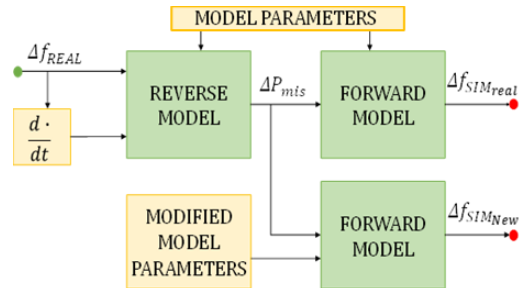 MODEL PARAMETERS
Δf_REAL
REVERSE
MODEL
ΔP_mis
FORWARD
MODEL
Δf_SIM_real
d ·
dt
MODIFIED
MODEL
PARAMETERS
FORWARD
MODEL
Δf_SIM_New